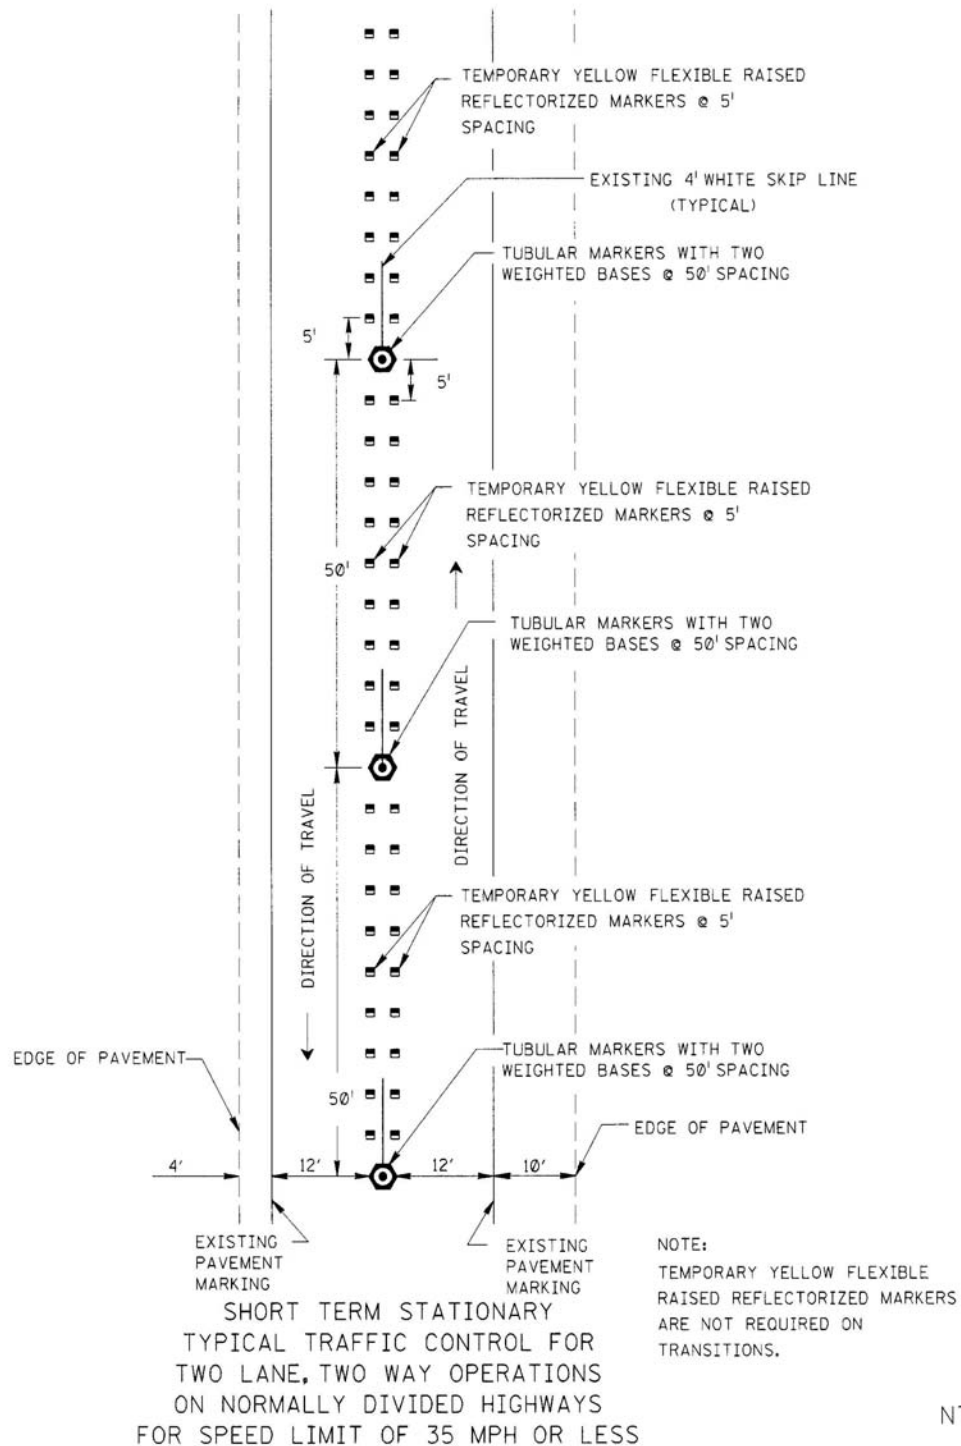 TEMPORARY YELLOW FLEXIBLE RAISED
REFLECTORIZED MARKERS @ 5'
SPACING
EXISTING 4' WHITE SKIP LINE
(TYPICAL)
TUBULAR MARKERS WITH TWO
WEIGHTED BASES @ 50' SPACING
5'
5'
TEMPORARY YELLOW FLEXIBLE RAISED
REFLECTORIZED MARKERS @ 5'
SPACING
50'
TUBULAR MARKERS WITH TWO
WEIGHTED BASES @ 50' SPACING
DIRECTION OF TRAVEL
DIRECTION OF TRAVEL
TEMPORARY YELLOW FLEXIBLE RAISED
REFLECTORIZED MARKERS @ 5'
SPACING
EDGE OF PAVEMENT
TUBULAR MARKERS WITH TWO
WEIGHTED BASES @ 50' SPACING
50'
EDGE OF PAVEMENT
4' 12' 12' 10'
EXISTING
PAVEMENT
MARKING
EXISTING
PAVEMENT
MARKING
NOTE:
TEMPORARY YELLOW FLEXIBLE
RAISED REFLECTORIZED MARKERS
ARE NOT REQUIRED ON
TRANSITIONS.
SHORT TERM STATIONARY
TYPICAL TRAFFIC CONTROL FOR
TWO LANE, TWO WAY OPERATIONS
ON NORMALLY DIVIDED HIGHWAYS
FOR SPEED LIMIT OF 35 MPH OR LESS